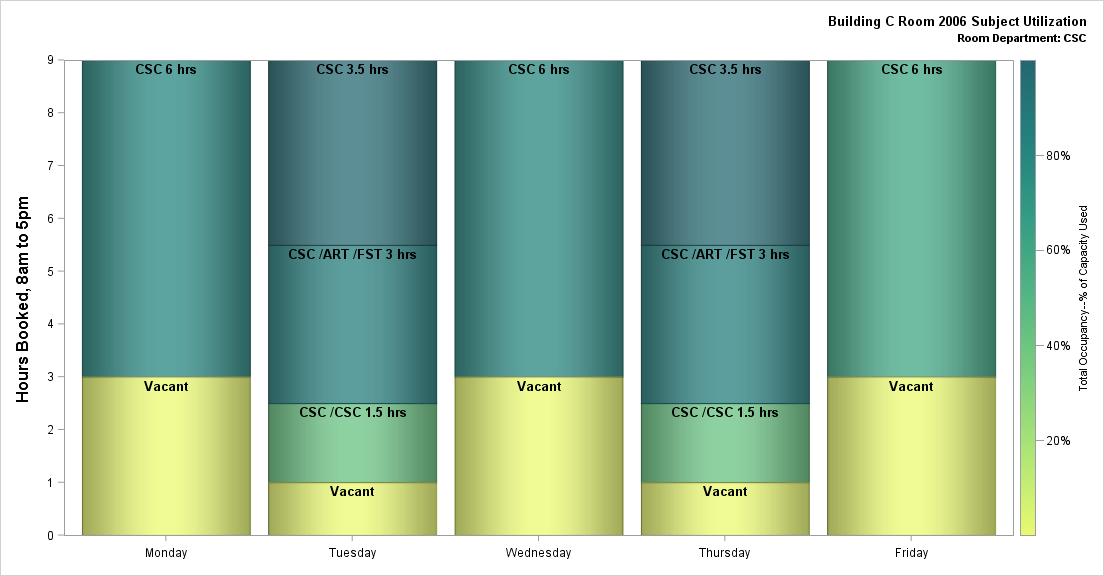 Building C Room 2006 Subject Utilization
Room Department: CSC
Hours Booked, 8am to 5pm
9
8
7
6
5
4
3
2
1
0
CSC 6 hrs
Vacant
CSC 3.5 hrs
CSC /ART /FST 3 hrs
CSC /CSC 1.5 hrs
Vacant
CSC 6 hrs
Vacant
CSC 3.5 hrs
CSC /ART /FST 3 hrs
CSC /CSC 1.5 hrs
Vacant
CSC 6 hrs
Vacant
Monday
Tuesday
Wednesday
Thursday
Friday
80%
60%
40%
20%
Total Occupancy--% of Capacity Used